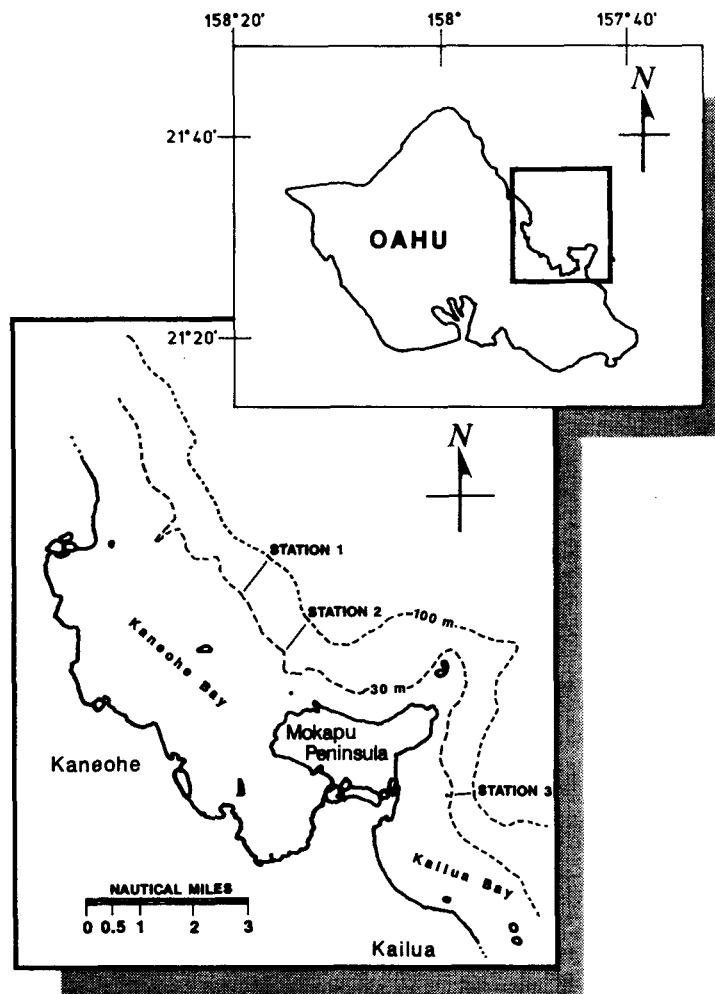 158°20'
158°
157°40'
N
21°40'
OAHU
21°20'
N
STATION 1
STATION 2
100 m
Kaneohe Bay
30 m
Mokapu
Peninsula
Kaneohe
STATION 3
Kailua Bay
NAUTICAL MILES
0 0.5 1 2 3
Kailua